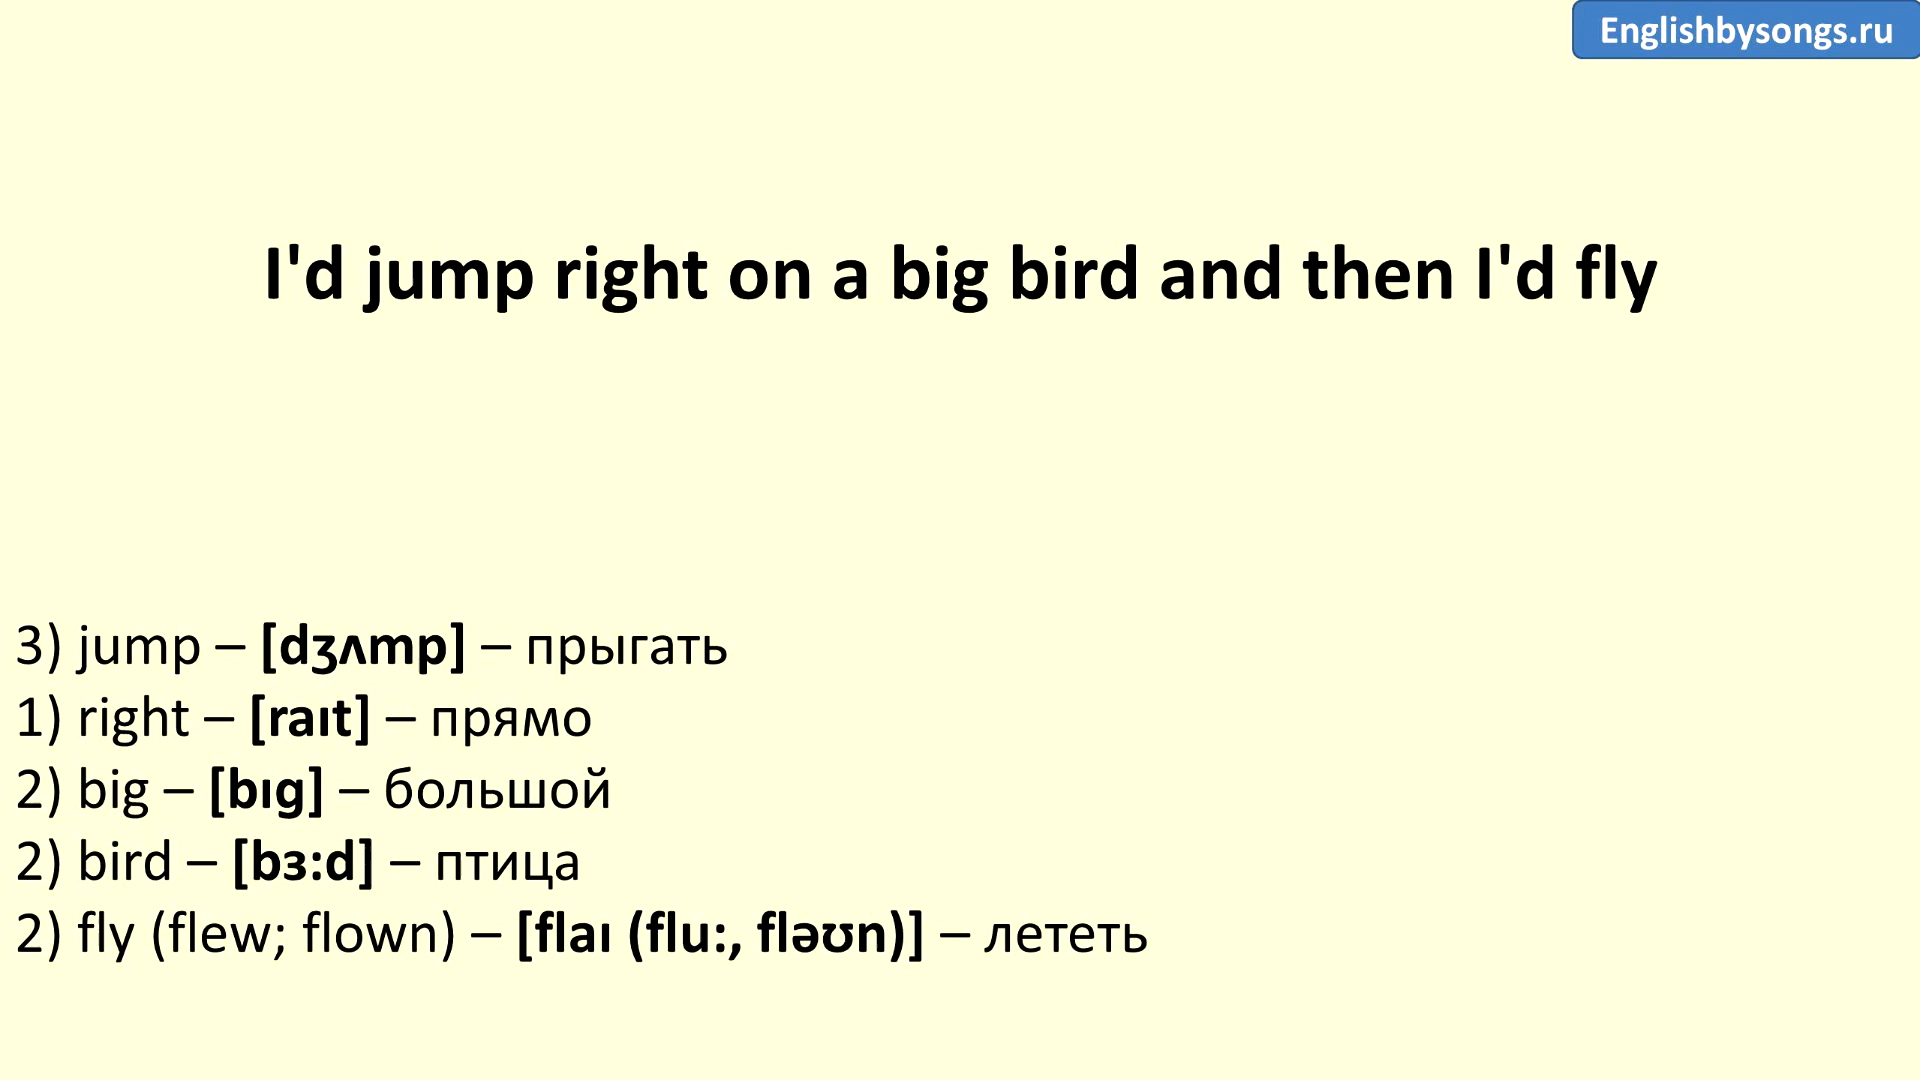 Englishbysongs.ru
I'd jump right on a big bird and then I'd fly
3) jump – [dʒʌmp] – прыгать
1) right – [raɪt] – прямо
2) big – [bɪg] – большой
2) bird – [bɜ:d] – птица
2) fly (flew; flown) – [flaɪ (flu:, fləʊn)] – лететь